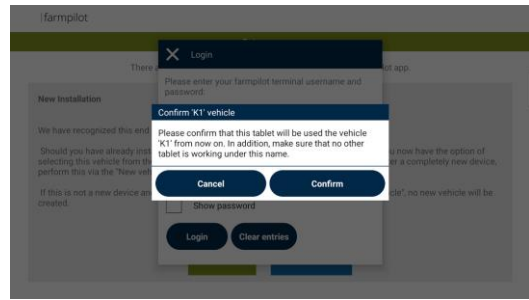 farmpilot
Login
There
ot app.
Please enter your farmpilot terminal username and
password.
New Installation
Confirm 'K1' vehicle
Please confirm that this tablet will be used the vehicle
'K1' from now on. In addition, make sure that no other
tablet is working under this name.
Cancel
Confirm
We have recognized this end
Should you have already inst
u now have the option of
selecting this vehicle from the
er a completely new device,
perform this via the "New veh
If this is not a new device and
cle", no new vehicle will be
created.
Show password
Login
Clear entries